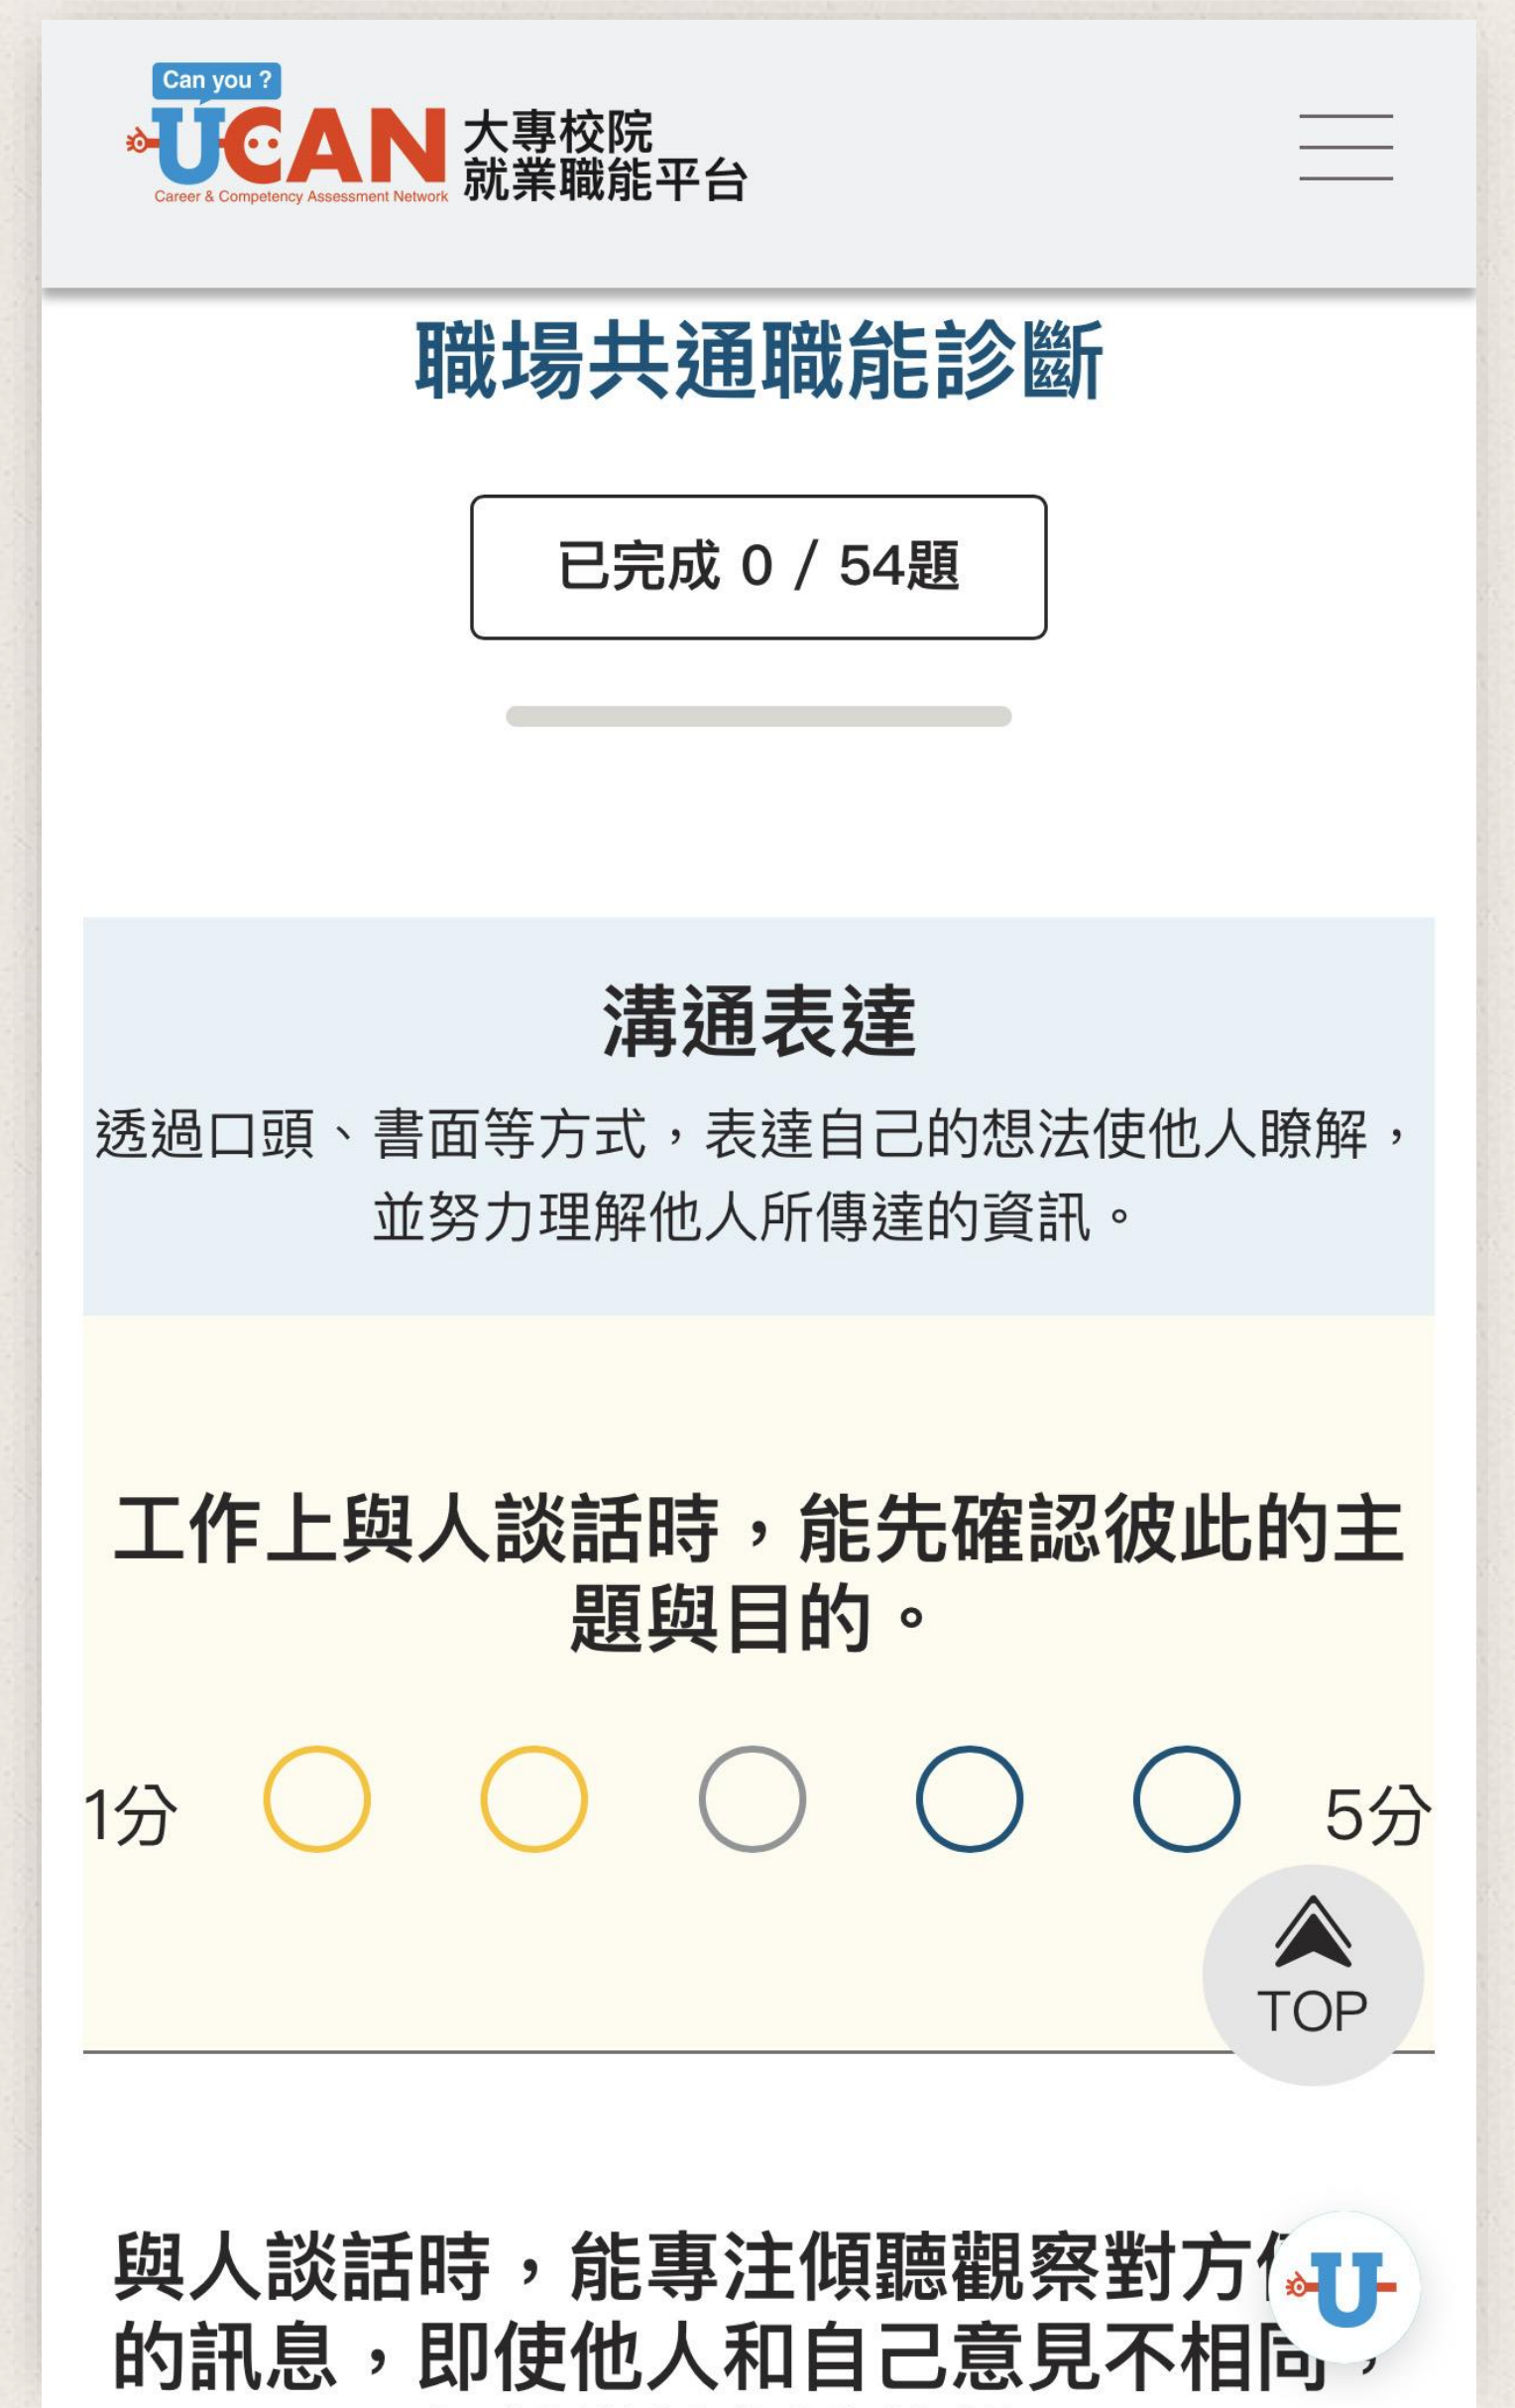 Can you ?
UCAN
Career & Competency Assessment Network
大專校院
就業職能平台
職場共通職能診斷
已完成 0 / 54題
溝通表達
透過口頭、書面等方式，表達自己的想法使他人瞭解，
並努力理解他人所傳達的資訊。
工作上與人談話時，能先確認彼此的主
題與目的。
1分
5分
TOP
與人談話時，能專注傾聽觀察對方
U
的訊息，即使他人和自己意見不相同，